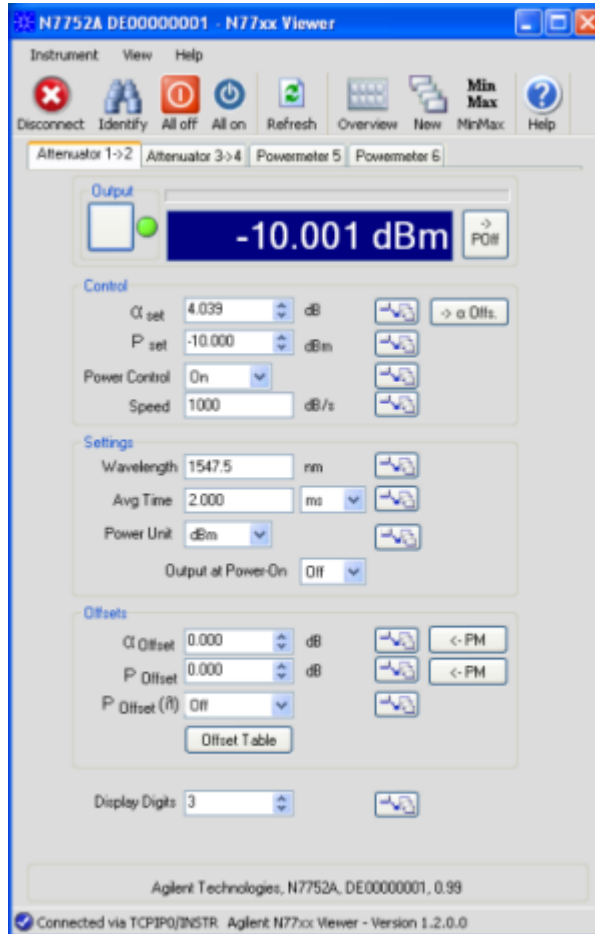 N7752A DE00000001 - N77xx Viewer
Instrument View Help
Disconnect Identify All off All on Refresh Overview New Min Max MinMax Help
Attenuator 1->2 Attenuator 3->4 Powermeter 5 Powermeter 6
Output
-10.001 dBm -> POff
Control
α set 4.039 dB -> α Offs.
P set -10.000 dBm
Power Control On
Speed 1000 dB/s
Settings
Wavelength 1547.5 nm
Avg Time 2.000 ms
Power Unit dBm
Output at Power-On Off
Offsets
α Offset 0.000 dB <- PM
P Offset 0.000 dB <- PM
P Offset (λ) Off
Offset Table
Display Digits 3
Agilent Technologies, N7752A, DE00000001, 0.99
Connected via TCPIP0/INSTR Agilent N77xx Viewer - Version 1.2.0.0